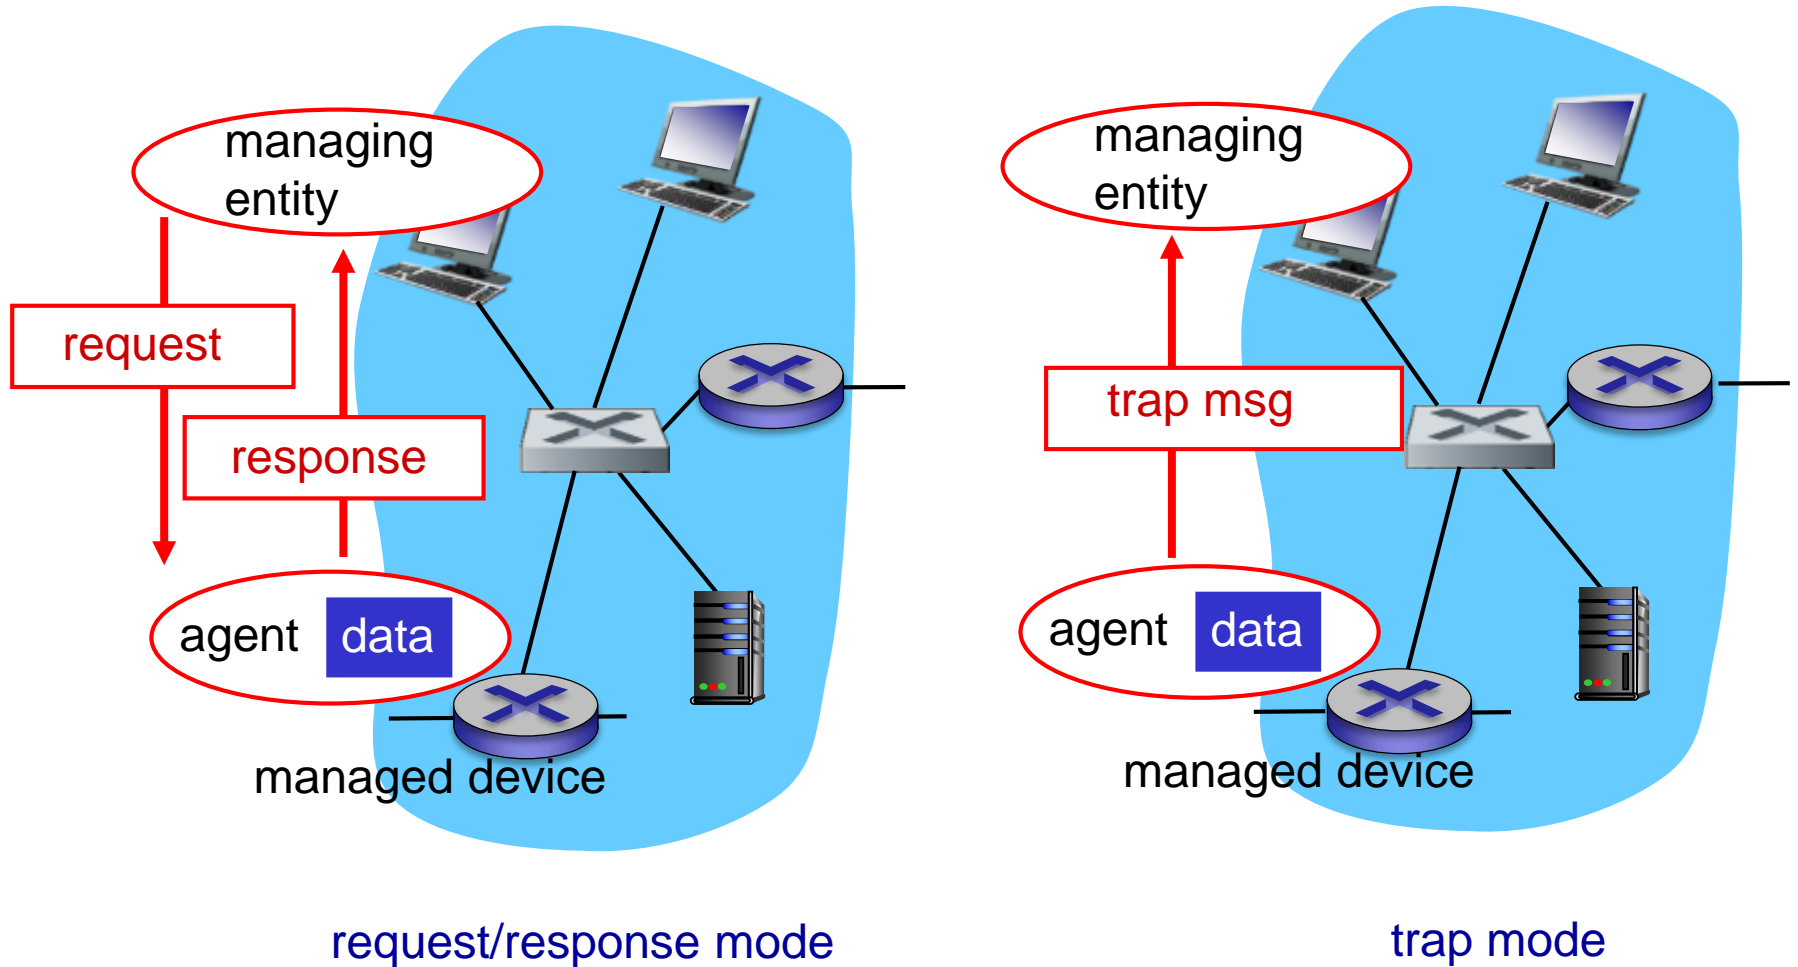 managing
entity
request
response
agent
data
managed device
request/response mode
managing
entity
trap msg
agent
data
managed device
trap mode